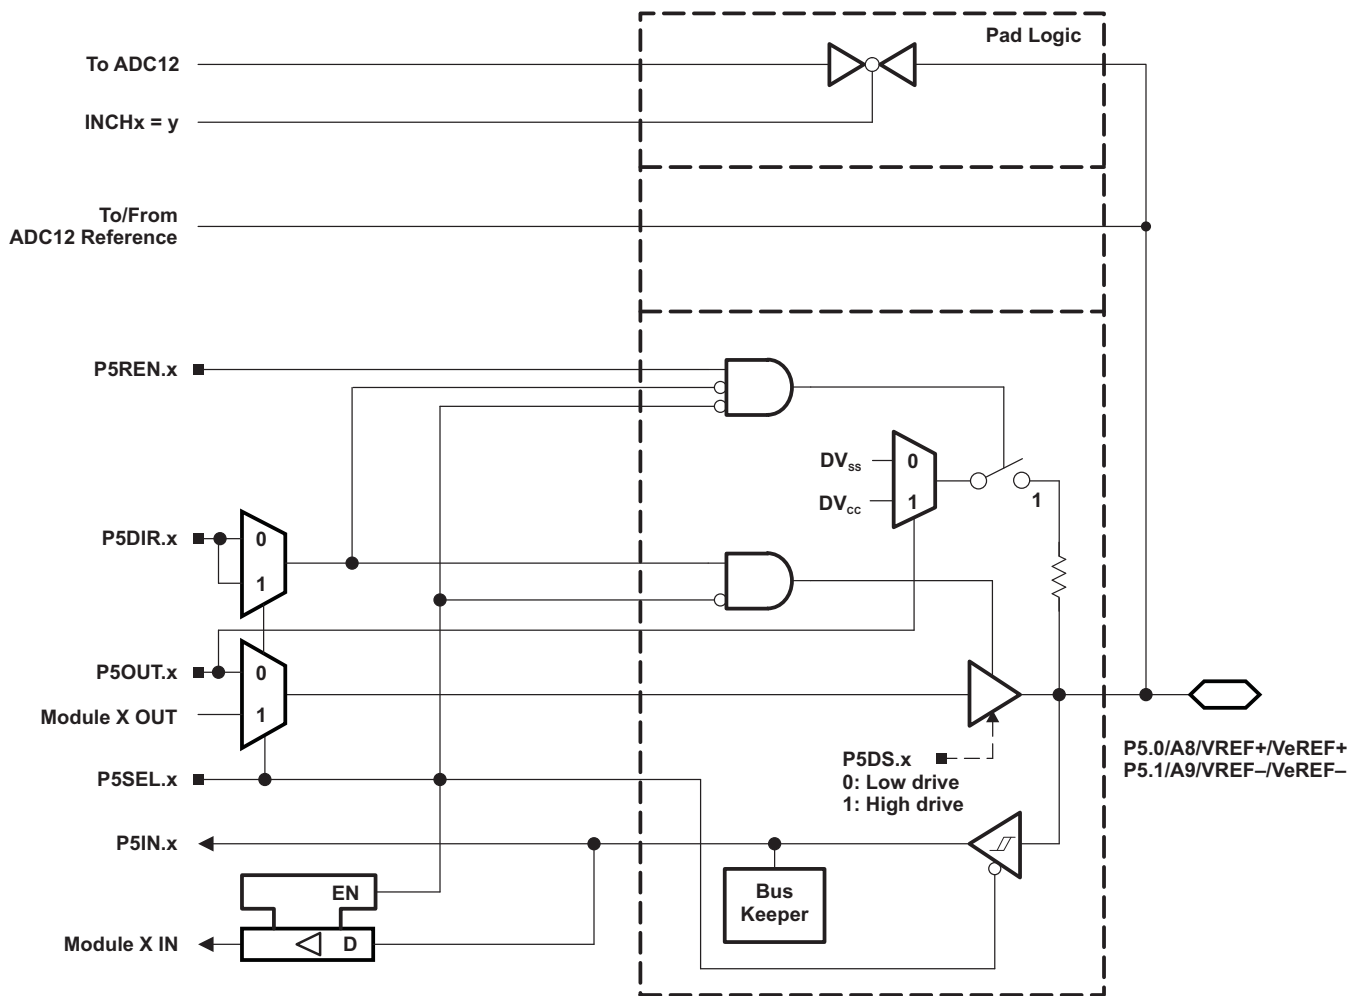 Pad Logic
To ADC12
INCHx = y
To/From
ADC12 Reference
P5REN.x
DVss
0
DVcc
1
1
P5DIR.x
0
1
P5OUT.x
0
Module X OUT
1
P5SEL.x
P5DS.x
0: Low drive
1: High drive
P5.0/A8/VREF+/VeREF+
P5.1/A9/VREF–/VeREF–
P5IN.x
Bus
Keeper
EN
Module X IN
D